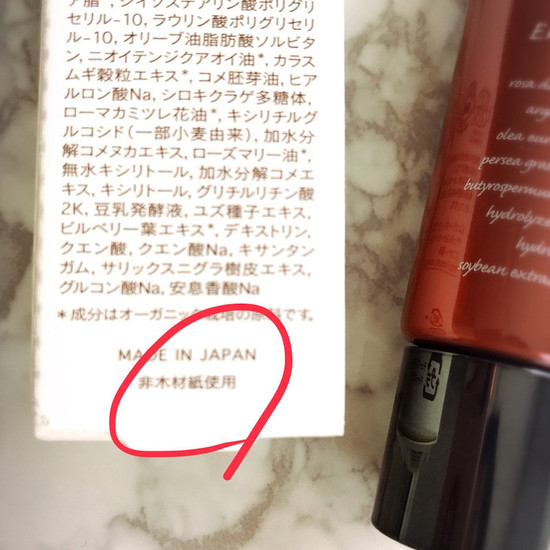 ア脂*, ジイソステアリン酸ポリグリ
セリル-10, ラウリン酸ポリグリセリ
ル-10, オリーブ油脂肪酸ソルビタ
ン, ニオイテンジクアオイ油*, カラス
ムギ穀粒エキス*, コメ胚芽油, ヒア
ルロン酸Na, シロキクラゲ多糖体,
ローマカミツレ花油*, キシリチルグ
ルコシド(一部小麦由来), 加水分
解コメヌカエキス, ローズマリー油*,
無水キシリトール, 加水分解コメエ
キス, キシリトール, グリチルリチン酸
2K, 豆乳発酵液, ユズ種子エキス,
ビルベリー葉エキス*, デキストリン,
クエン酸, クエン酸Na, キサンタン
ガム, サリックスニグラ樹皮エキス,
グルコン酸Na, 安息香酸Na
*成分はオーガニック栽培の原料です。
MADE IN JAPAN
非木材紙使用
rosa
olea eur
persea gra
butyrospermu
hydrolyze
hydr
soybean extra